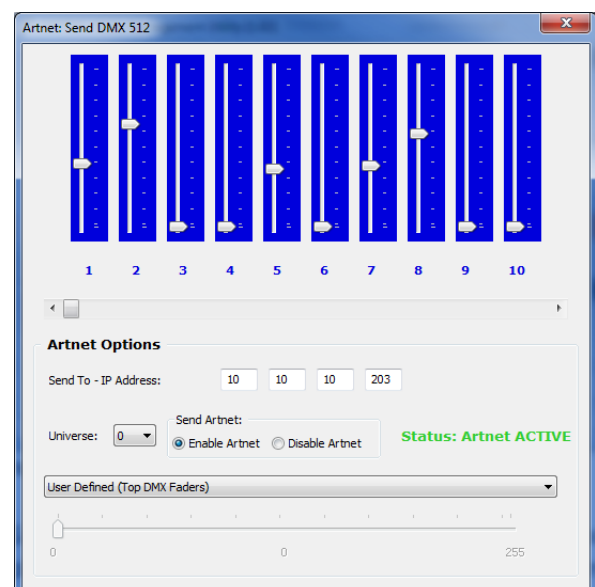 Artnet: Send DMX 512
1 2 3 4 5 6 7 8 9 10
Artnet Options
Send To - IP Address: 10 10 10 203
Send Artnet:
Universe: 0 Enable Artnet Disable Artnet Status: Artnet ACTIVE
User Defined (Top DMX Faders)
0 0 255